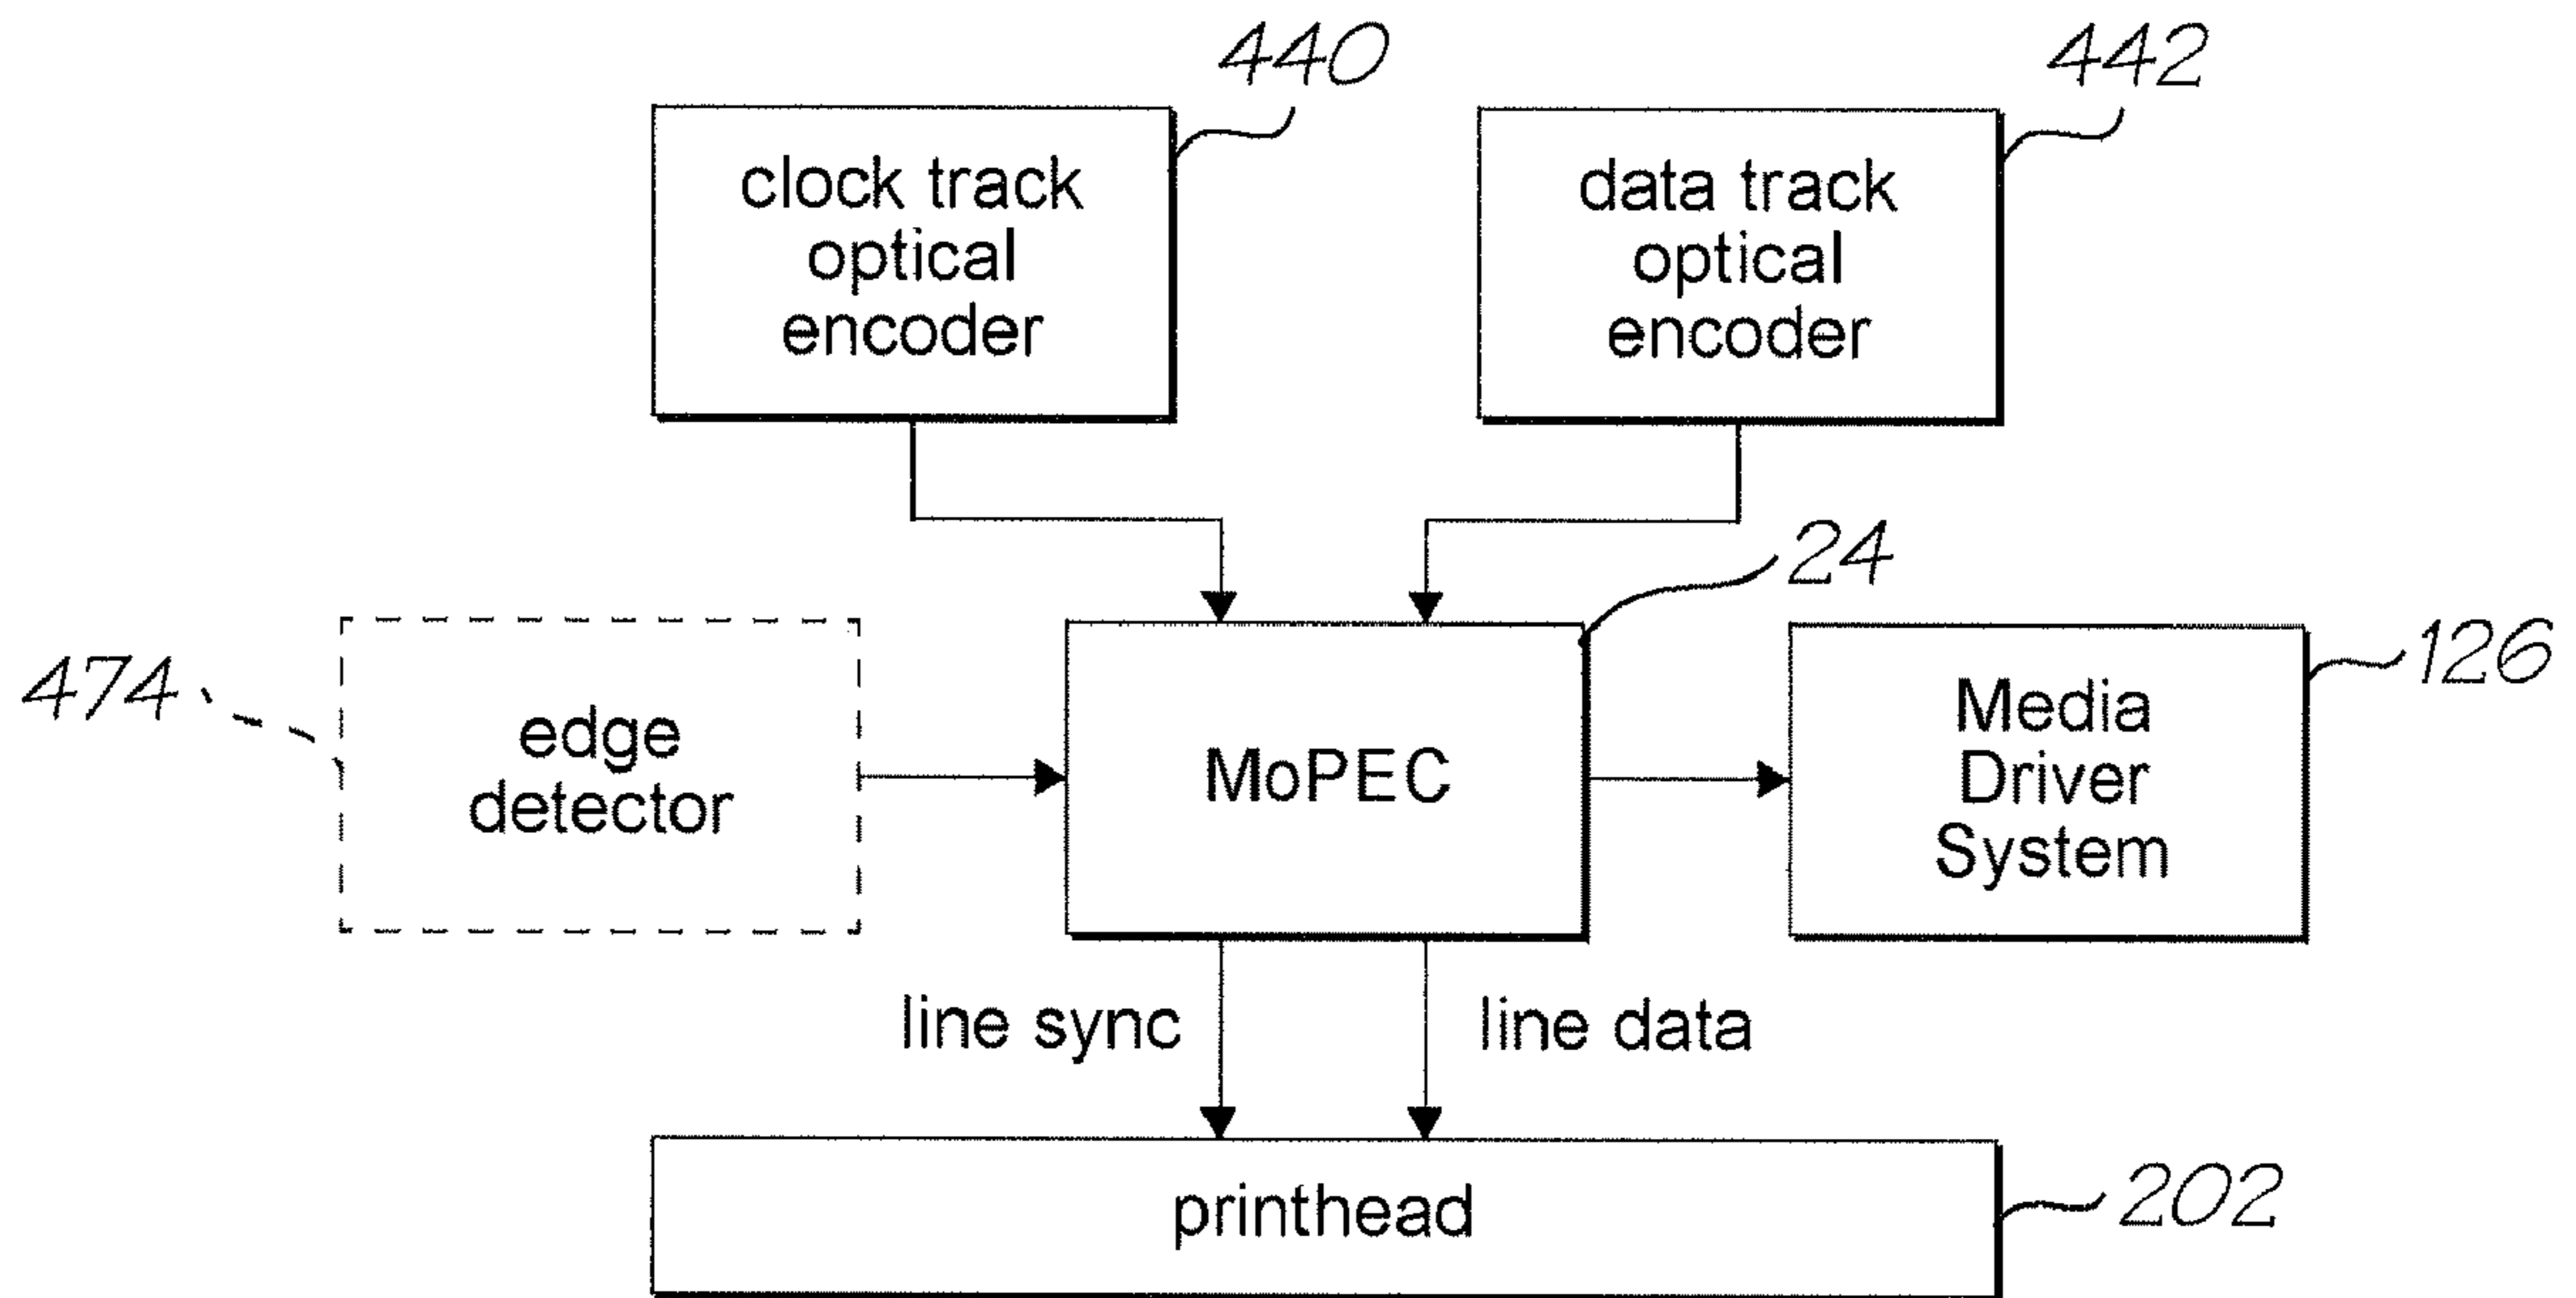 440
442
clock track
optical
encoder
data track
optical
encoder
24
474
edge
detector
MoPEC
Media
Driver
System
126
line sync
line data
printhead
202